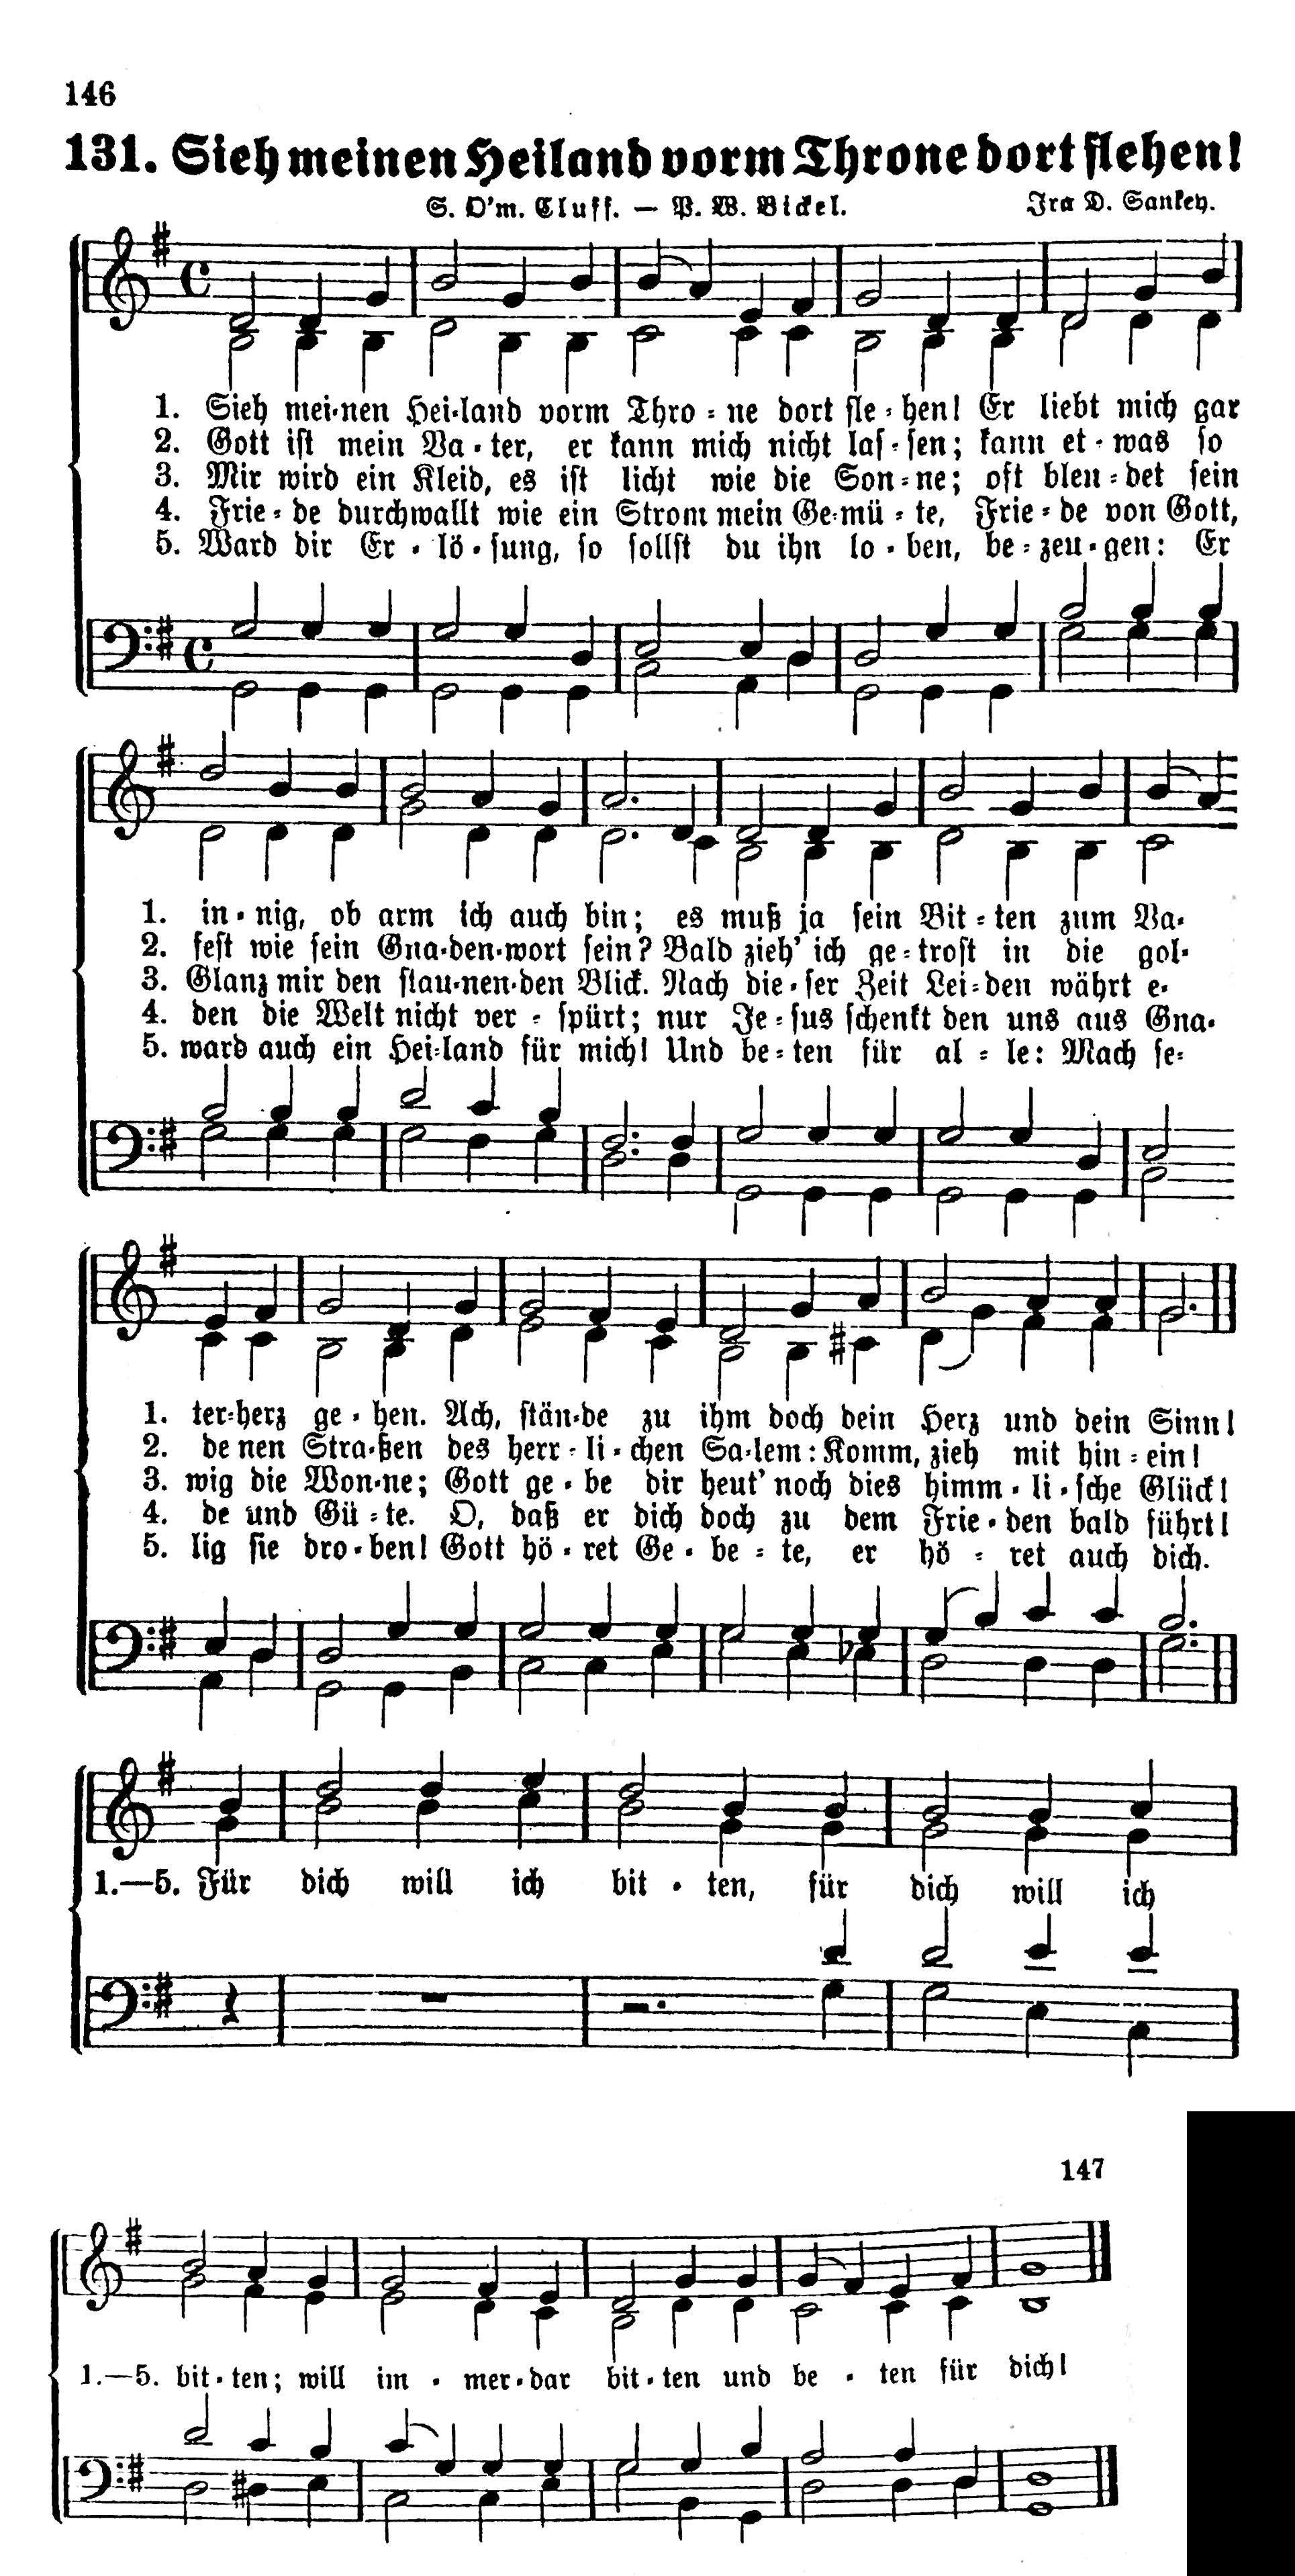 146
131. Sieh meinen Heiland vorm Throne dort flehen!
S. O'm. Cluff. — P. W. Bickel. Ira D. Sankey.
1. Sieh mei-nen Hei-land vorm Thro-ne dort fle-hen! Er liebt mich gar
2. Gott ist mein Va-ter, er kann mich nicht las-sen; kann et-was so
3. Mir wird ein Kleid, es ist licht wie die Son-ne; oft blen-det sein
4. Frie-de durchwallt wie ein Strom mein Ge-mü-te, Frie-de von Gott,
5. Ward dir Er-lö-sung, so sollst du ihn lo-ben, be-zeu-gen: Er
1. in-nig, ob arm ich auch bin; es muß ja sein Bit-ten zum Va-
2. fest wie sein Gna-den-wort sein? Bald zieh' ich ge-trost in die gol-
3. Glanz mir den stau-nen-den Blick. Nach die-ser Zeit Lei-den währt e-
4. den die Welt nicht ver-spürt; nur Je-sus schenkt den uns aus Gna-
5. ward auch ein Hei-land für mich! Und be-ten für al-le: Mach se-
1. ter-herz ge-hen. Ach, stän-de zu ihm doch dein Herz und dein Sinn!
2. de nen Stra-ßen des herr-li-chen Sa-lem: Komm, zieh mit hin-ein!
3. wig die Won-ne; Gott ge-be dir heut' noch dies himm-li-sche Glück!
4. de und Gü-te. O, daß er dich doch zu dem Frie-den bald führt!
5. lig sie dro-ben! Gott hö-ret Ge-be-te, er hö-ret auch dich.
1.—5. Für dich will ich bit-ten, für dich will ich
147
1.—5. bit-ten; will im-mer-dar bit-ten und be-ten für dich!